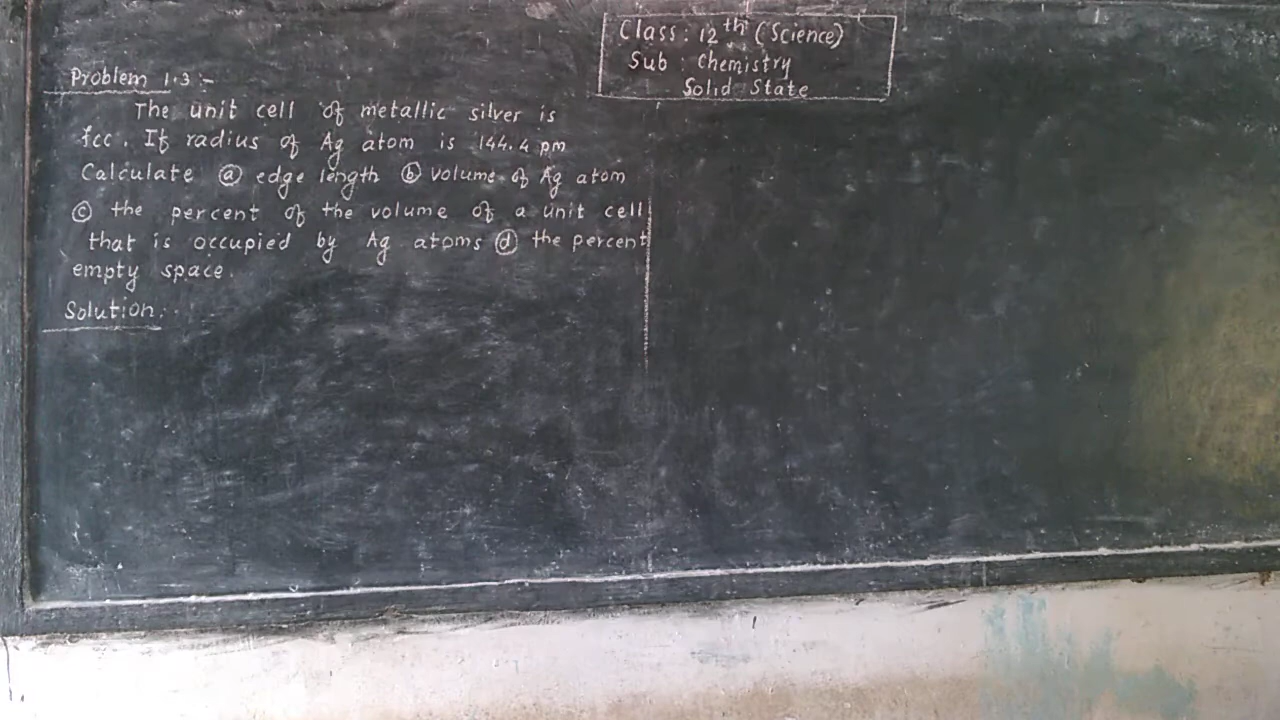 Class: 12th (Science)
Sub : Chemistry
Solid State
Problem 1.3 :-
The unit cell of metallic silver is
fcc. If radius of Ag atom is 144.4 pm
Calculate ⓐ edge length ⓑ volume of Ag atom
ⓒ the percent of the volume of a unit cell
that is occupied by Ag atoms ⓓ the percent
empty space.
Solution:-